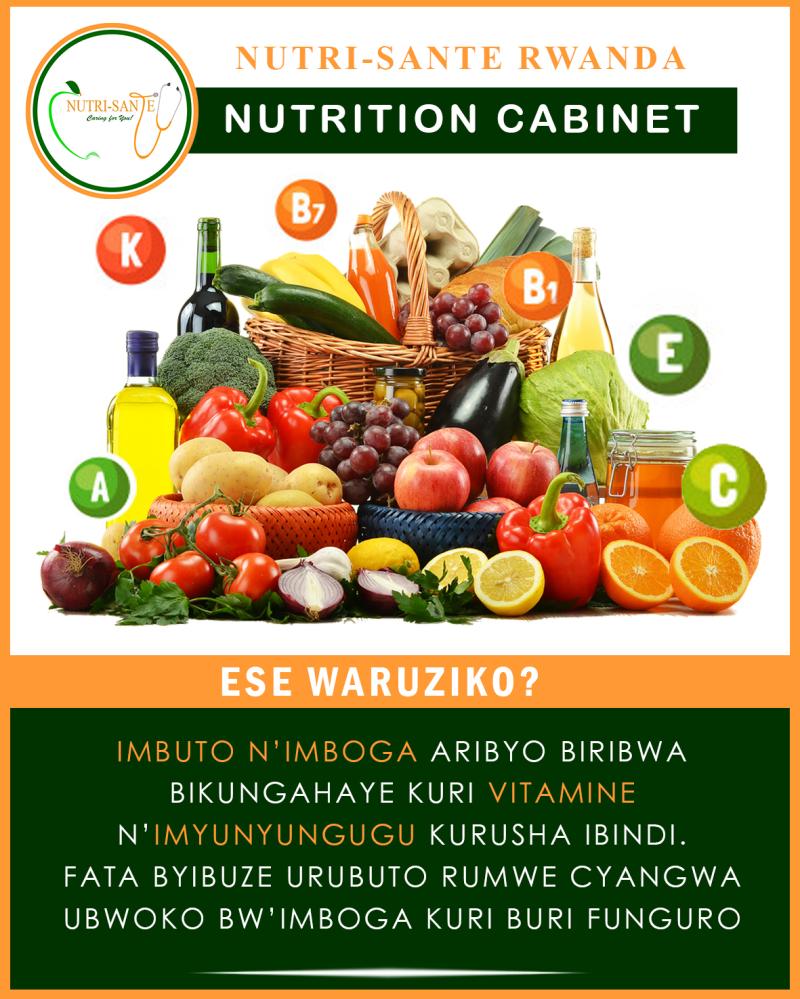 NUTRI-SANTE RWANDA
NUTRITION CABINET
NUTRI-SANTE
Caring for You!
B7
K
B1
E
A
C
ESE WARUZIKO?
IMBUTO N'IMBOGA ARIBYO BIRIBWA
BIKUNGAHAYE KURI VITAMINE
N'IMYUNYUNGUGU KURUSHA IBINDI.
FATA BYIBUZE URUBUTO RUMWE CYANGWA
UBWOKO BW'IMBOGA KURI BURI FUNGURO